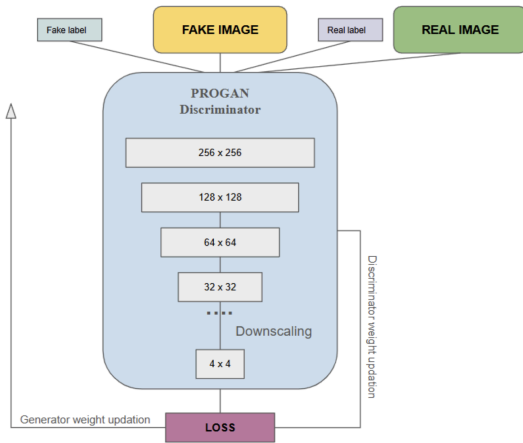 Fake label
FAKE IMAGE
Real label
REAL IMAGE
PROGAN
Discriminator
256 x 256
128 x 128
64 x 64
32 x 32
Downscaling
4 x 4
Discriminator weight updation
Generator weight updation
LOSS